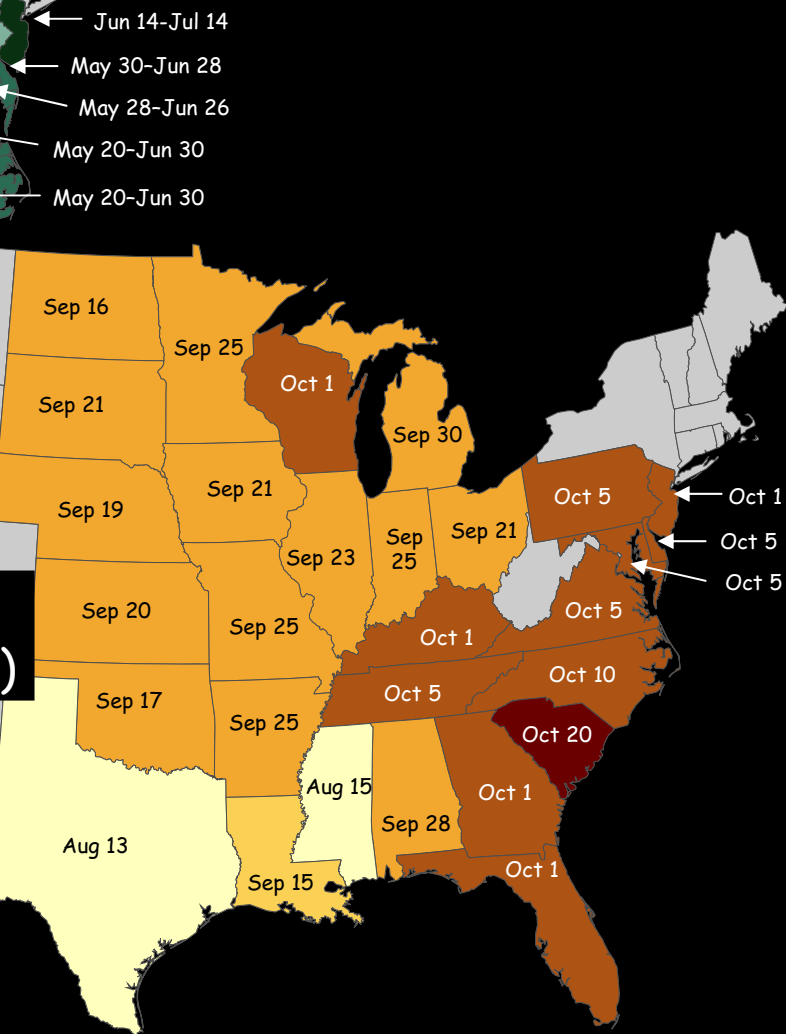 Jun 14-Jul 14
May 30–Jun 28
May 28–Jun 26
May 20–Jun 30
May 20–Jun 30
Sep 16
Sep 25
Oct 1
Sep 21
Sep 30
Sep 21
Oct 5
Oct 1
Sep 19
Sep 23
Sep
25
Sep 21
Oct 5
Oct 5
Sep 20
Sep 25
Oct 1
Oct 5
Sep 17
Sep 25
Oct 5
Oct 10
Oct 20
Aug 15
Sep 28
Oct 1
Aug 13
Sep 15
Oct 1
)